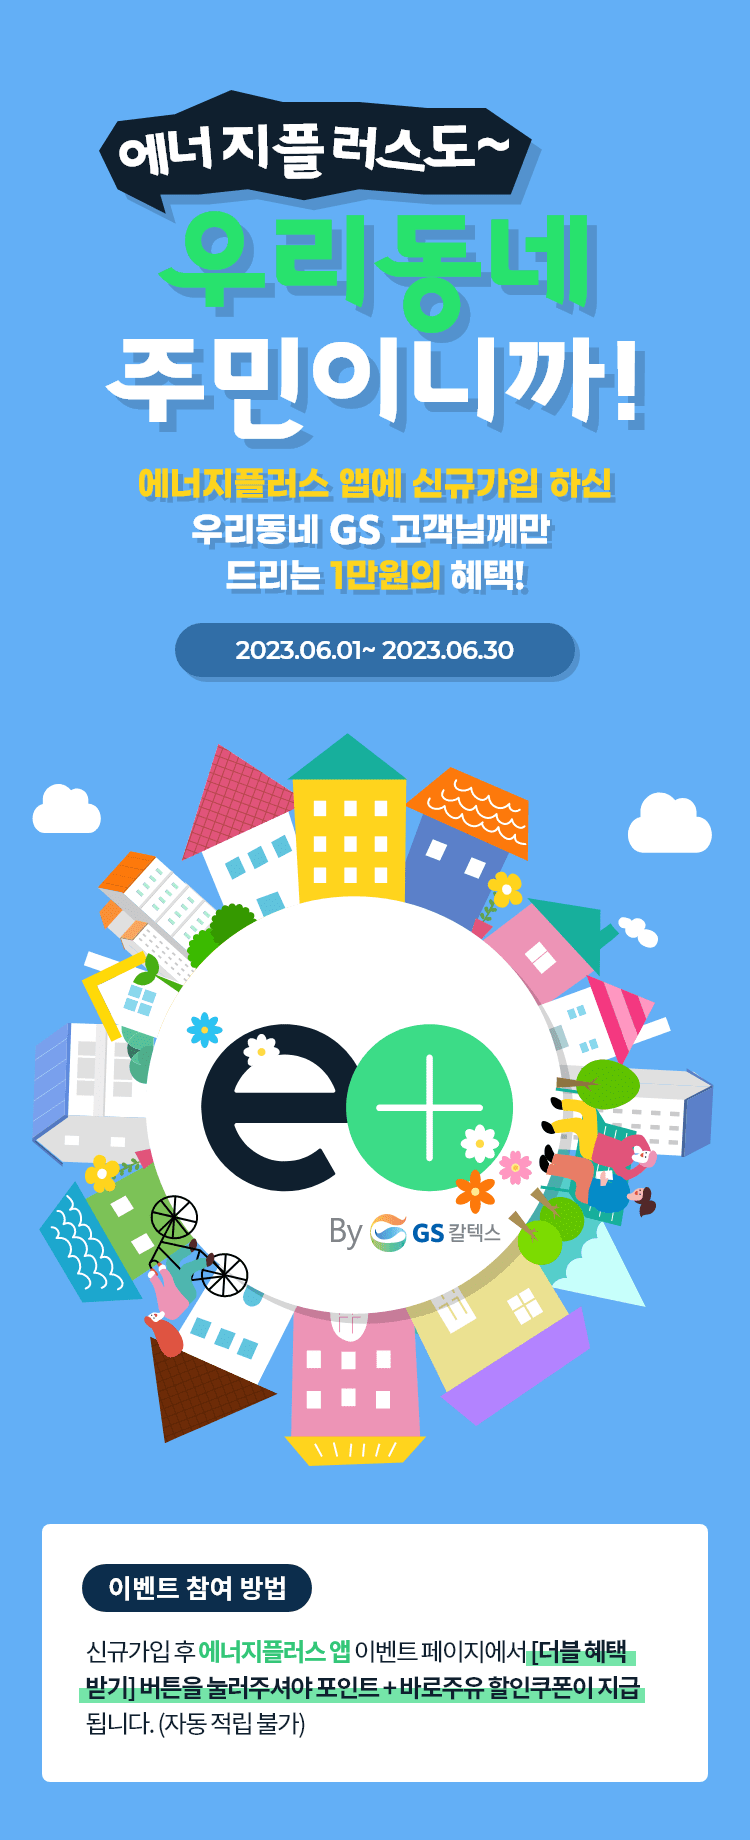 에너지플러스도~
우리동네
주민이니까!
에너지플러스 앱에 신규가입 하신
우리동네 GS 고객님께만
드리는 1만원의 혜택!
2023.06.01~ 2023.06.30
e+
By GS 칼텍스
이벤트 참여 방법
신규가입 후 에너지플러스 앱 이벤트 페이지에서 [더블 혜택
받기] 버튼을 눌러주셔야 포인트 + 바로주유 할인쿠폰이 지급
됩니다. (자동 적립 불가)